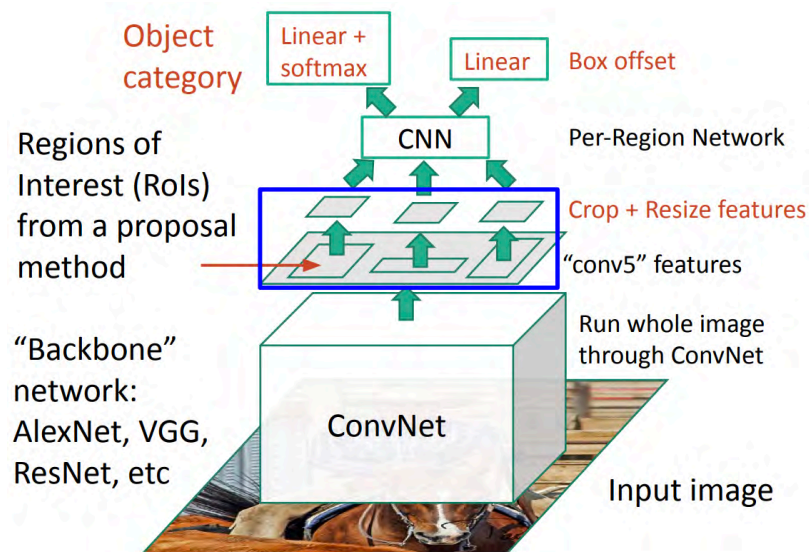 Object
category
Linear +
softmax
Linear
Box offset
CNN
Per-Region Network
Regions of
Interest (RoIs)
from a proposal
method
Crop + Resize features
“conv5” features
Run whole image
through ConvNet
“Backbone”
network:
AlexNet, VGG,
ResNet, etc
ConvNet
Input image